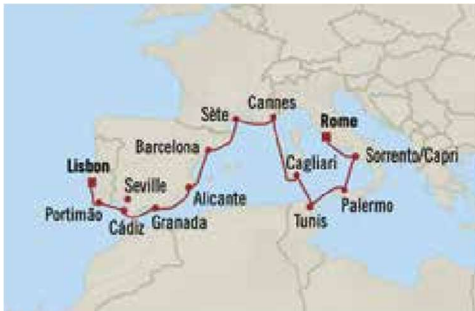 Sète
Cannes
Rome
Barcelona
Sorrento/Capri
Lisbon
Cagliari
Seville
Alicante
Portimão
Palermo
Granada
Tunis
Cádiz